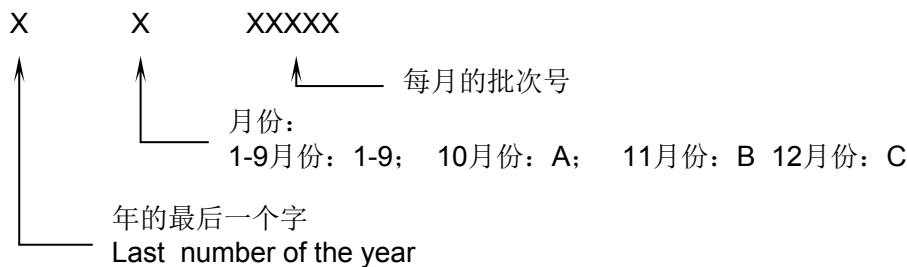 X X XXXXX
每月的批次号
月份：
1-9月份：1-9； 10月份：A； 11月份：B 12月份：C
年的最后一个字
Last number of the year